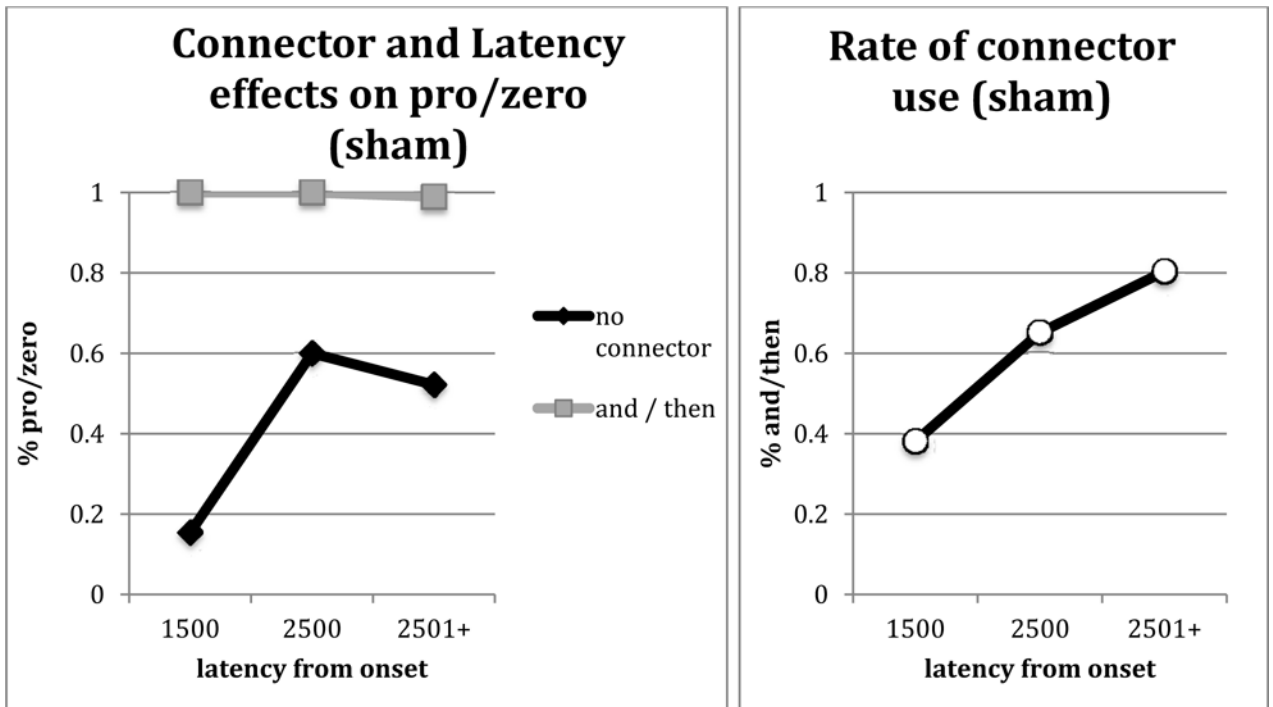 Connector and Latency
effects on pro/zero
(sham)
1
0.8
0.6
0.4
0.2
0
% pro/zero
1500 2500 2501+
latency from onset
no
connector
and / then
Rate of connector
use (sham)
1
0.8
0.6
0.4
0.2
0
% and/then
1500 2500 2501+
latency from onset